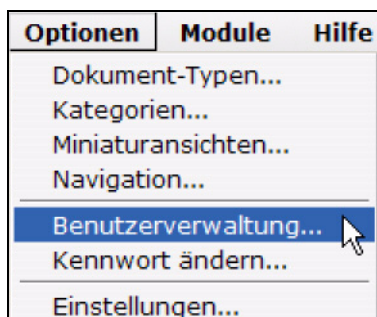 Optionen Module Hilfe
Dokument-Typen...
Kategorien...
Miniaturansichten...
Navigation...
Benutzerverwaltung...
Kennwort ändern...
Einstellungen...